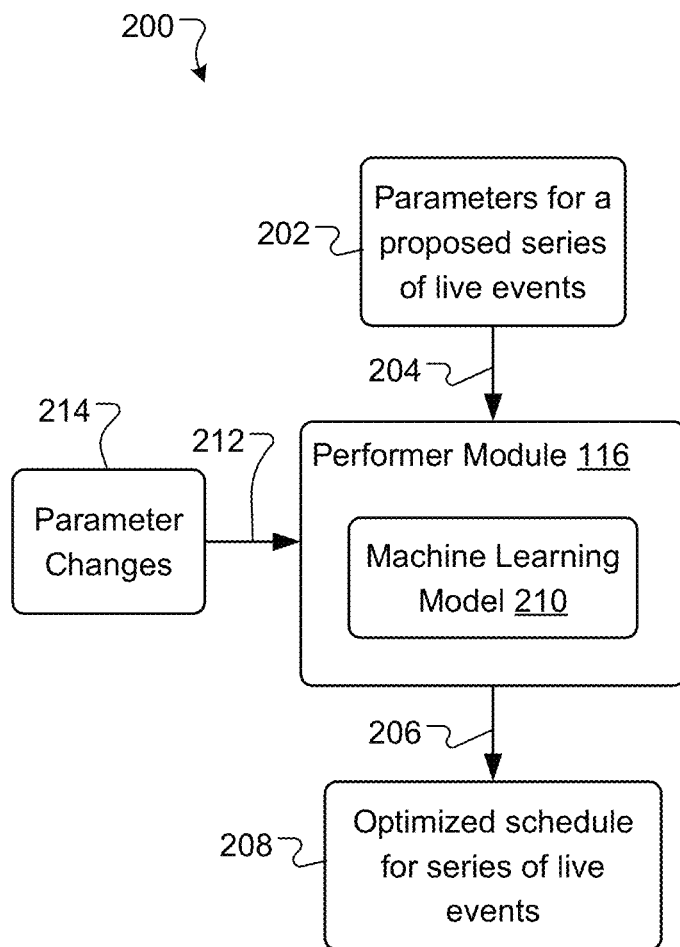 200
202
Parameters for a
proposed series
of live events
204
214
212
Performer Module 116
Parameter
Changes
Machine Learning
Model 210
206
208
Optimized schedule
for series of live
events